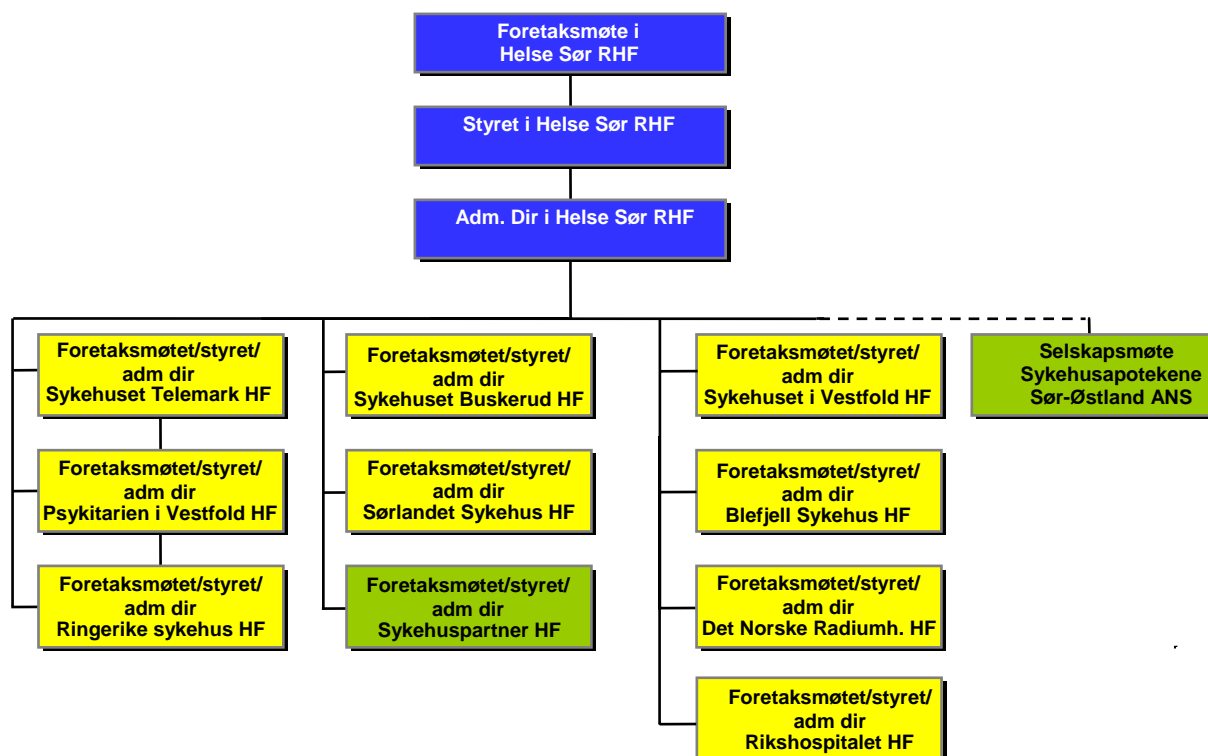 Foretaksmøte i
Helse Sør RHF
Styret i Helse Sør RHF
Adm. Dir i Helse Sør RHF
Foretaksmøtet/styret/
adm dir
Sykehuset Telemark HF
Foretaksmøtet/styret/
adm dir
Sykehuset Buskerud HF
Foretaksmøtet/styret/
adm dir
Sykehuset i Vestfold HF
Selskapsmøte
Sykehusapotekene
Sør-Østland ANS
Foretaksmøtet/styret/
adm dir
Psykitarien i Vestfold HF
Foretaksmøtet/styret/
adm dir
Sørlandet Sykehus HF
Foretaksmøtet/styret/
adm dir
Blefjell Sykehus HF
Foretaksmøtet/styret/
adm dir
Ringerike sykehus HF
Foretaksmøtet/styret/
adm dir
Sykehuspartner HF
Foretaksmøtet/styret/
adm dir
Det Norske Radiumh. HF
Foretaksmøtet/styret/
adm dir
Rikshospitalet HF